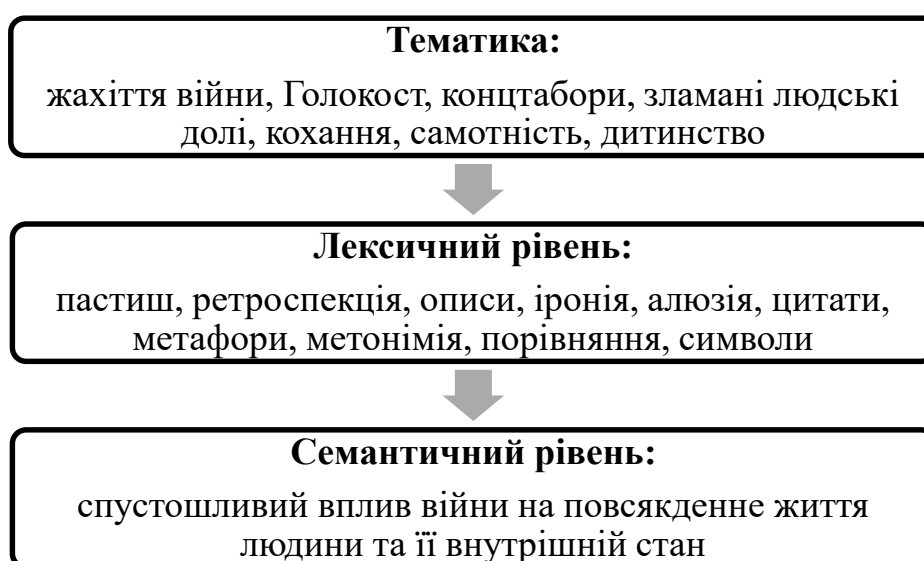 Тематика:
жахіття війни, Голокост, концтабори, зламані людські
долі, кохання, самотність, дитинство
Лексичний рівень:
пастиш, ретроспекція, описи, іронія, алюзія, цитати,
метафори, метонімія, порівняння, символи
Семантичний рівень:
спустошливий вплив війни на повсякденне життя
людини та її внутрішній стан